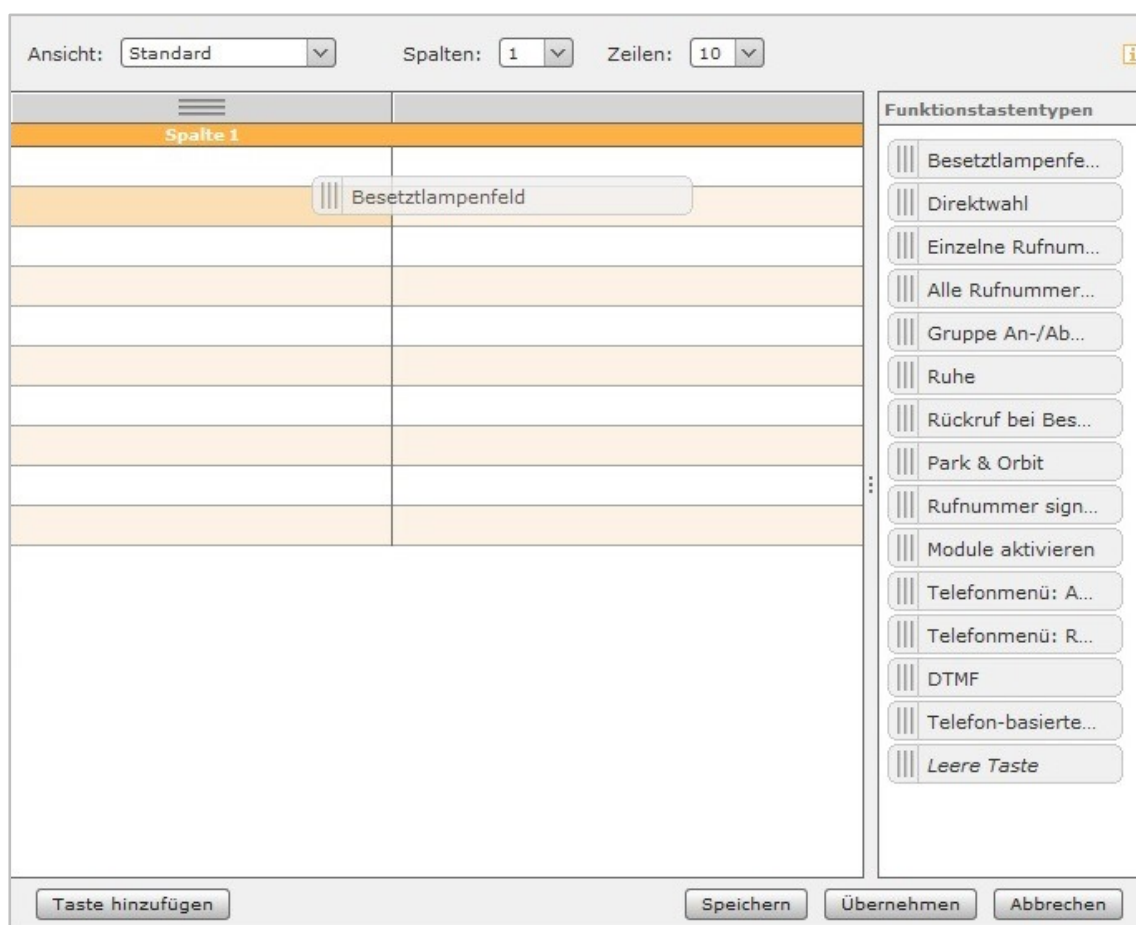 Ansicht: Standard Spalten: 1 Zeilen: 10
Funktionstastentypen
Spalte 1
Besetztlampenfeld
Besetztlampenfe...
Direktwahl
Einzelne Rufnum...
Alle Rufnummer...
Gruppe An-/Ab...
Ruhe
Rückruf bei Bes...
Park & Orbit
Rufnummer sign...
Module aktivieren
Telefonmenü: A...
Telefonmenü: R...
DTMF
Telefon-basierte...
Leere Taste
Taste hinzufügen Speichern Übernehmen Abbrechen